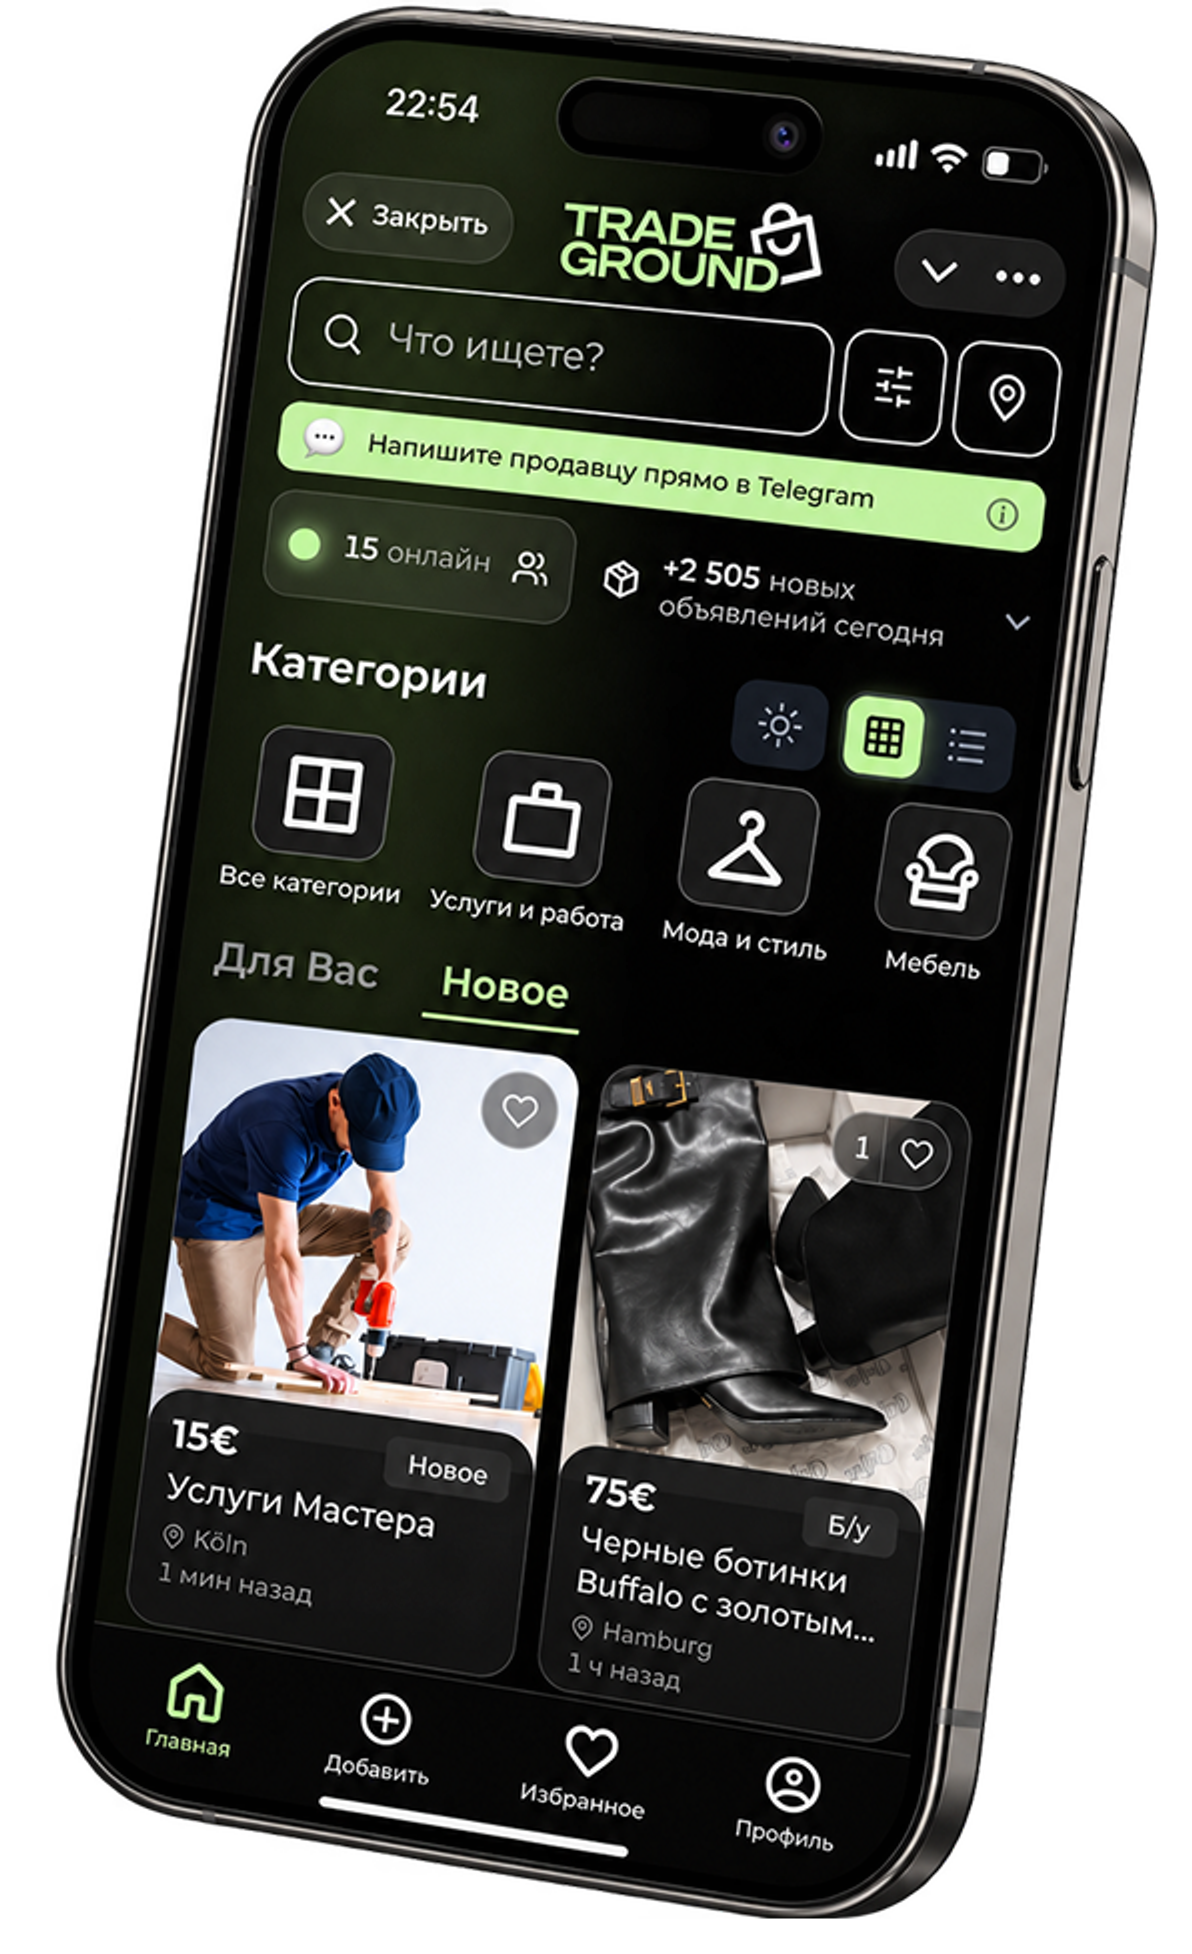 22:54
Закрыть
TRADE
GROUND
Что ищете?
Напишите продавцу прямо в Telegram
15 онлайн
+2 505 новых
объявлений сегодня
Категории
Все категории
Услуги и работа
Мода и стиль
Мебель
Для Вас
Новое
1
15€
Новое
Услуги Мастера
Köln
1 мин назад
75€
Б/у
Черные ботинки
Buffalo с золотым...
Hamburg
1 ч назад
Главная
Добавить
Избранное
Профиль